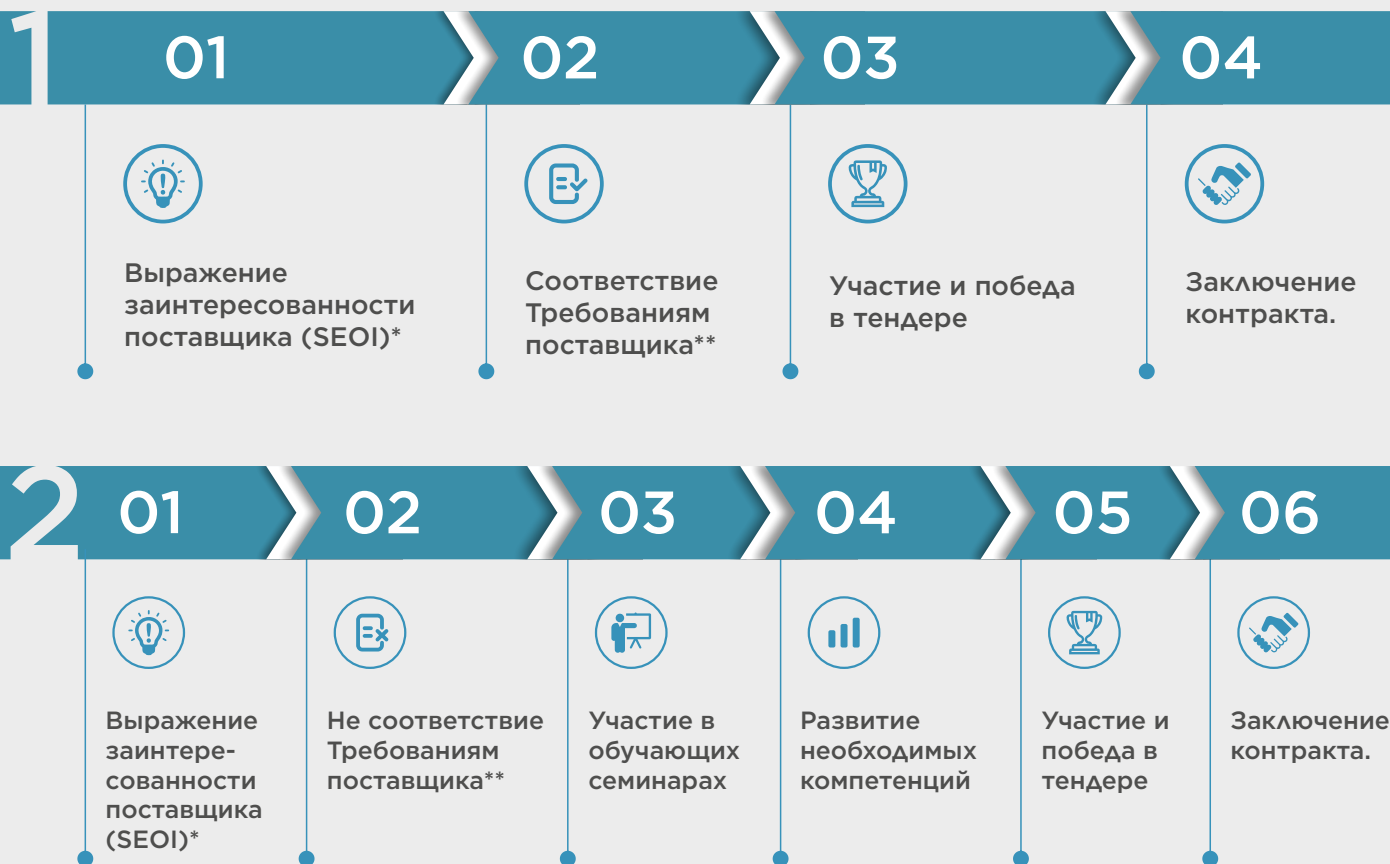 1
01
02
03
04
Выражение
заинтересованности
поставщика (SEOI)*
Соответствие
Требованиям
поставщика**
Участие и победа
в тендере
Заключение
контракта.
2
01
02
03
04
05
06
Выражение
заинтере-
сованности
поставщика
(SEOI)*
Не соответствие
Требованиям
поставщика**
Участие в
обучающих
семинарах
Развитие
необходимых
компетенций
Участие и
победа в
тендере
Заключение
контракта.